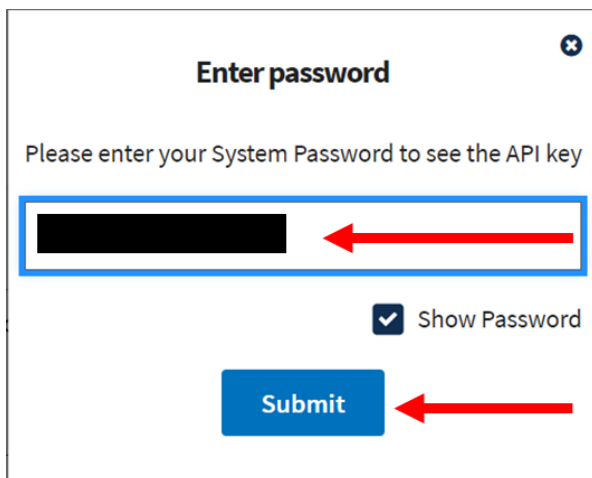 Enter password
Please enter your System Password to see the API key
Show Password
Submit